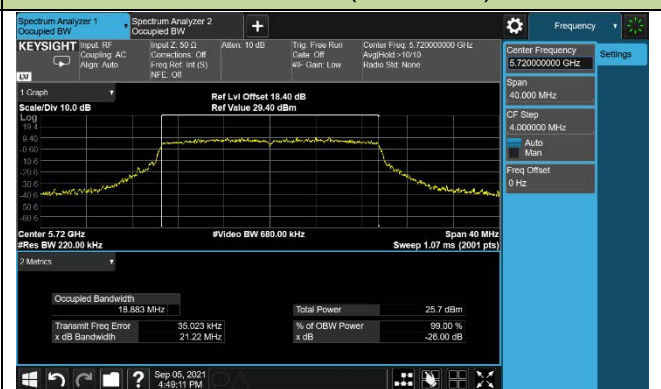 Spectrum Analyzer 1
Occupied BW
Spectrum Analyzer 2
Occupied BW
Frequency
KEYSIGHT
Input: RF
Coupling: AC
Align: Auto
Input Z: 50 Ω
Corrections: Off
Freq Ref: Int (S)
NFE: Off
Atten: 10 dB
Trig: Free Run
Gate: Off
#IF Gain: Low
Center Freq: 5.720000000 GHz
Avg|Hold:>10/10
Radio Std: None
LXI
Center Frequency
5.720000000 GHz
Settings
Span
40.000 MHz
CF Step
4.000000 MHz
Auto
Man
Freq Offset
0 Hz
1 Graph
Scale/Div 10.0 dB
Ref Lvl Offset 18.40 dB
Ref Value 29.40 dBm
Log
19.4
9.40
-0.60
-10.6
-20.6
-30.6
-40.6
-50.6
-60.6
Center 5.72 GHz
#Video BW 680.00 kHz
Span 40 MHz
#Res BW 220.00 kHz
Sweep 1.07 ms (2001 pts)
2 Metrics
Occupied Bandwidth
18.883 MHz
Total Power
25.7 dBm
Transmit Freq Error
35.023 kHz
% of OBW Power
99.00 %
x dB Bandwidth
21.22 MHz
x dB
-26.00 dB
Sep 05, 2021
4:49:11 PM